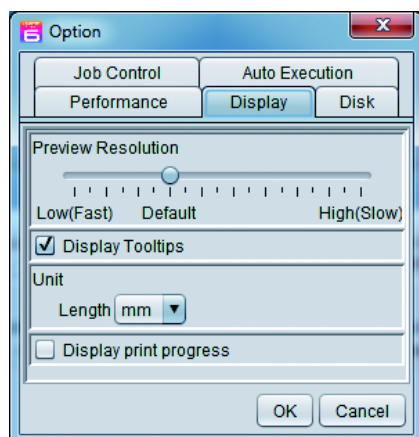 Option
Job Control Auto Execution
Performance Display Disk
Preview Resolution
Low(Fast) Default High(Slow)
Display Tooltips
Unit
Length mm
Display print progress
OK Cancel